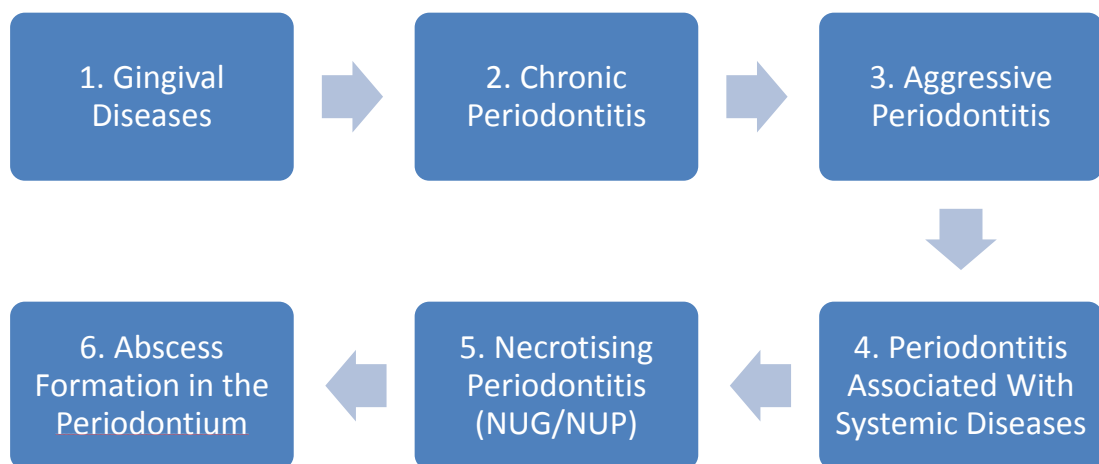 1. Gingival
Diseases
2. Chronic
Periodontitis
3. Aggressive
Periodontitis
4. Periodontitis
Associated With
Systemic Diseases
5. Necrotising
Periodontitis
(NUG/NUP)
6. Abscess
Formation in the
Periodontium